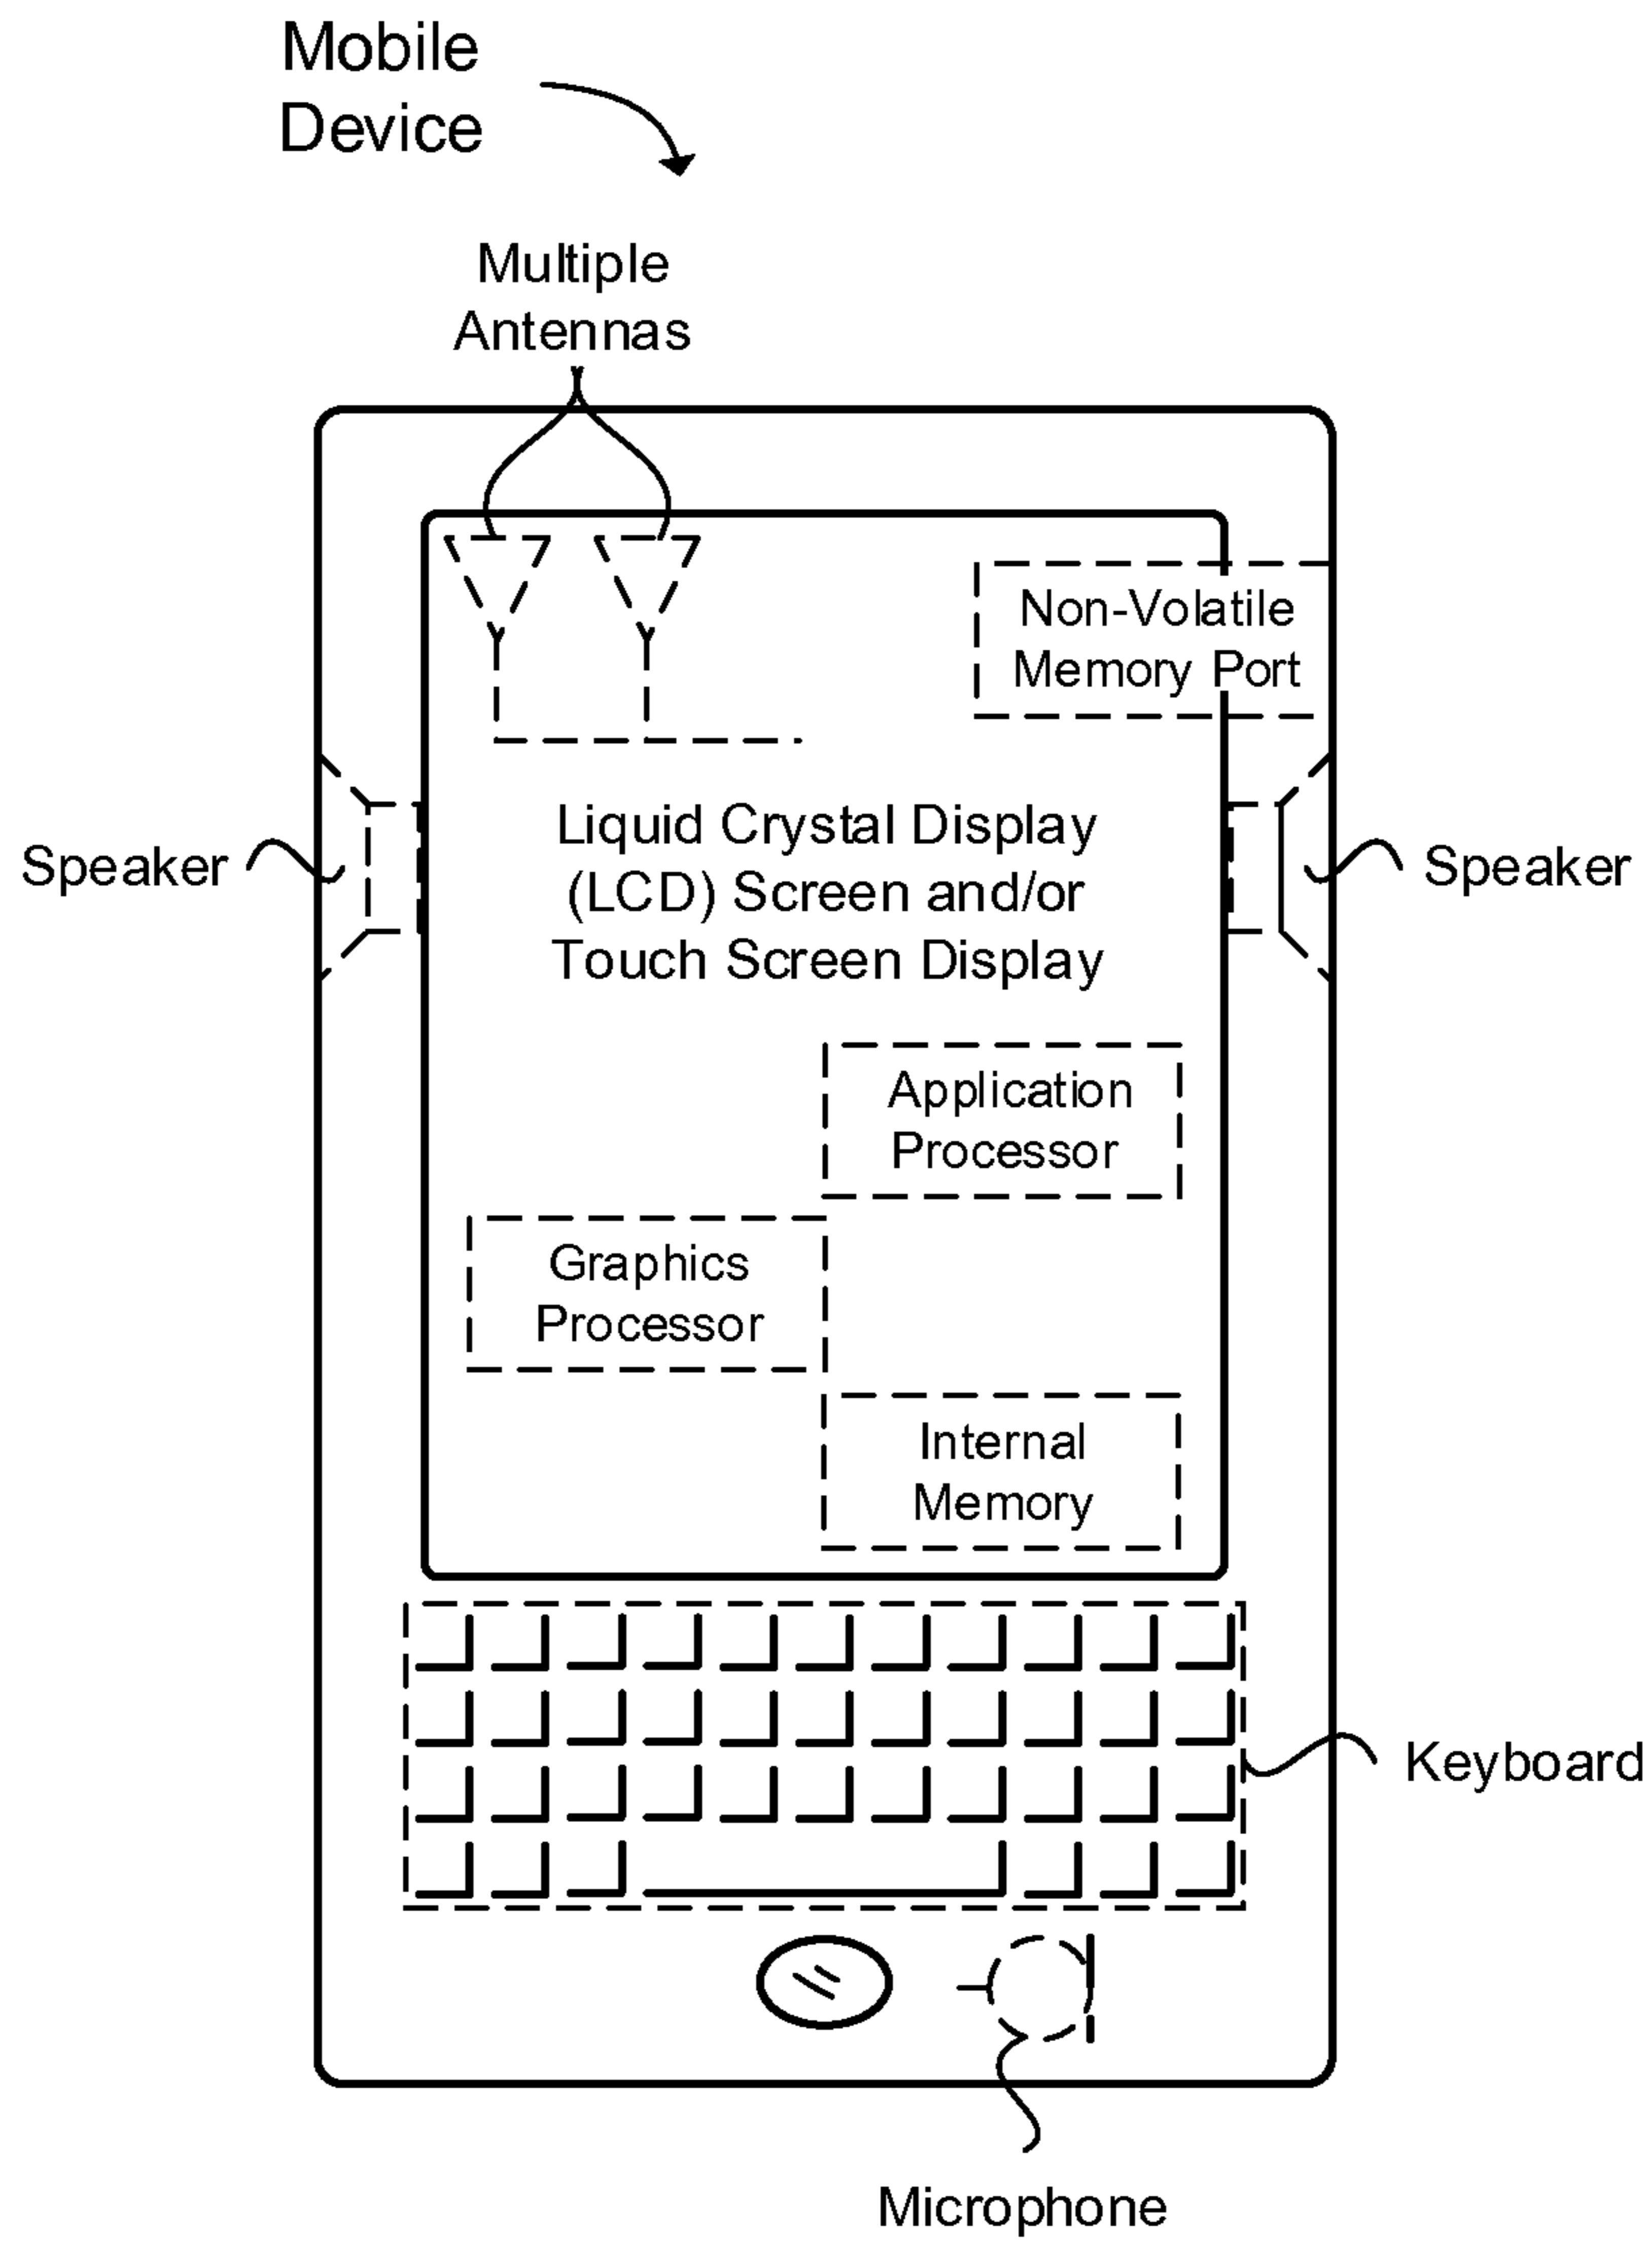 Mobile
Device
Multiple
Antennas
Non-Volatile
Memory Port
Liquid Crystal Display
(LCD) Screen and/or
Touch Screen Display
Speaker
Speaker
Application
Processor
Graphics
Processor
Internal
Memory
Keyboard
Microphone